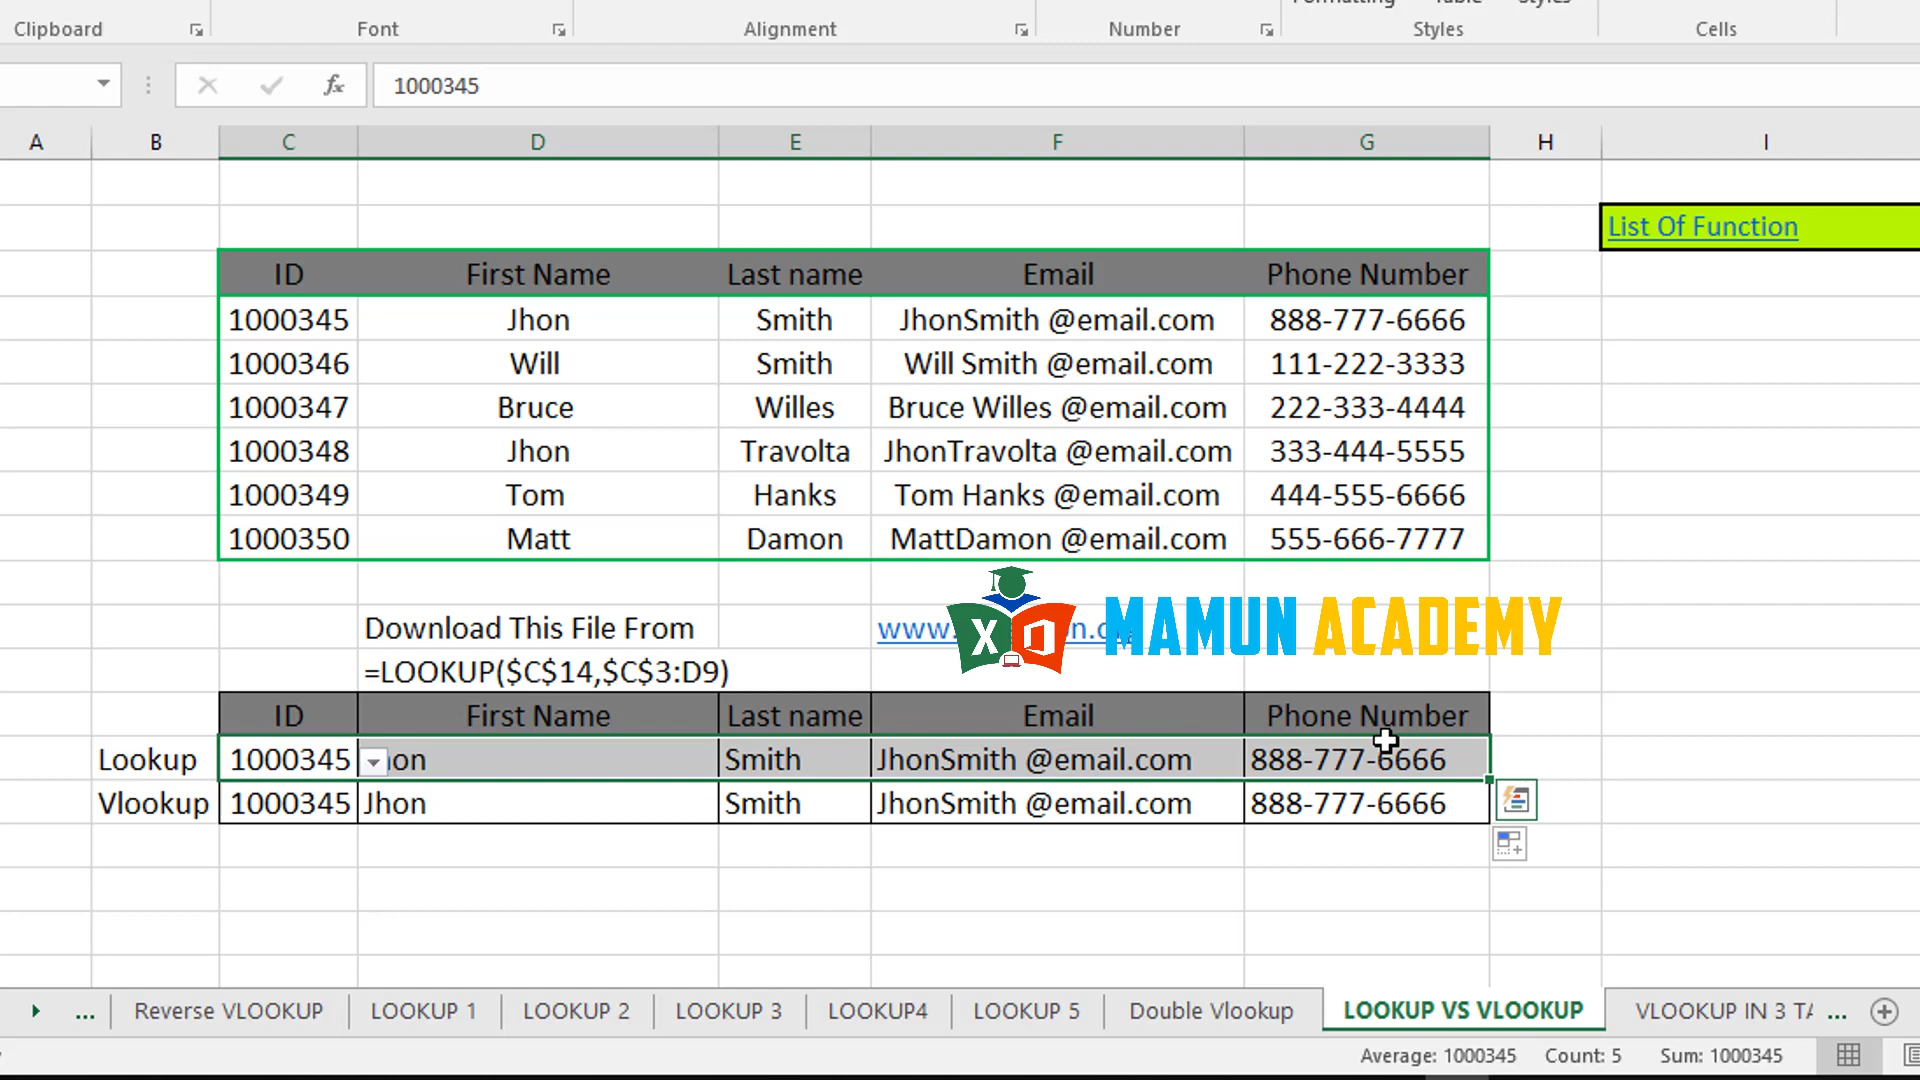 Clipboard Font Alignment Number Styles Cells
fx 1000345
A B C D E F G H I
List Of Function
ID First Name Last name Email Phone Number
1000345 Jhon Smith JhonSmith @email.com 888-777-6666
1000346 Will Smith Will Smith @email.com 111-222-3333
1000347 Bruce Willes Bruce Willes @email.com 222-333-4444
1000348 Jhon Travolta JhonTravolta @email.com 333-444-5555
1000349 Tom Hanks Tom Hanks @email.com 444-555-6666
1000350 Matt Damon MattDamon @email.com 555-666-7777
Download This File From
MAMUN ACADEMY
=LOOKUP($C$14,$C$3:D9)
ID First Name Last name Email Phone Number
Lookup 1000345 Smith JhonSmith @email.com 888-777-6666
Vlookup 1000345 Jhon Smith JhonSmith @email.com 888-777-6666
... Reverse VLOOKUP LOOKUP 1 LOOKUP 2 LOOKUP 3 LOOKUP4 LOOKUP 5 Double Vlookup LOOKUP VS VLOOKUP VLOOKUP IN 3 ...
Average: 1000345 Count: 5 Sum: 1000345